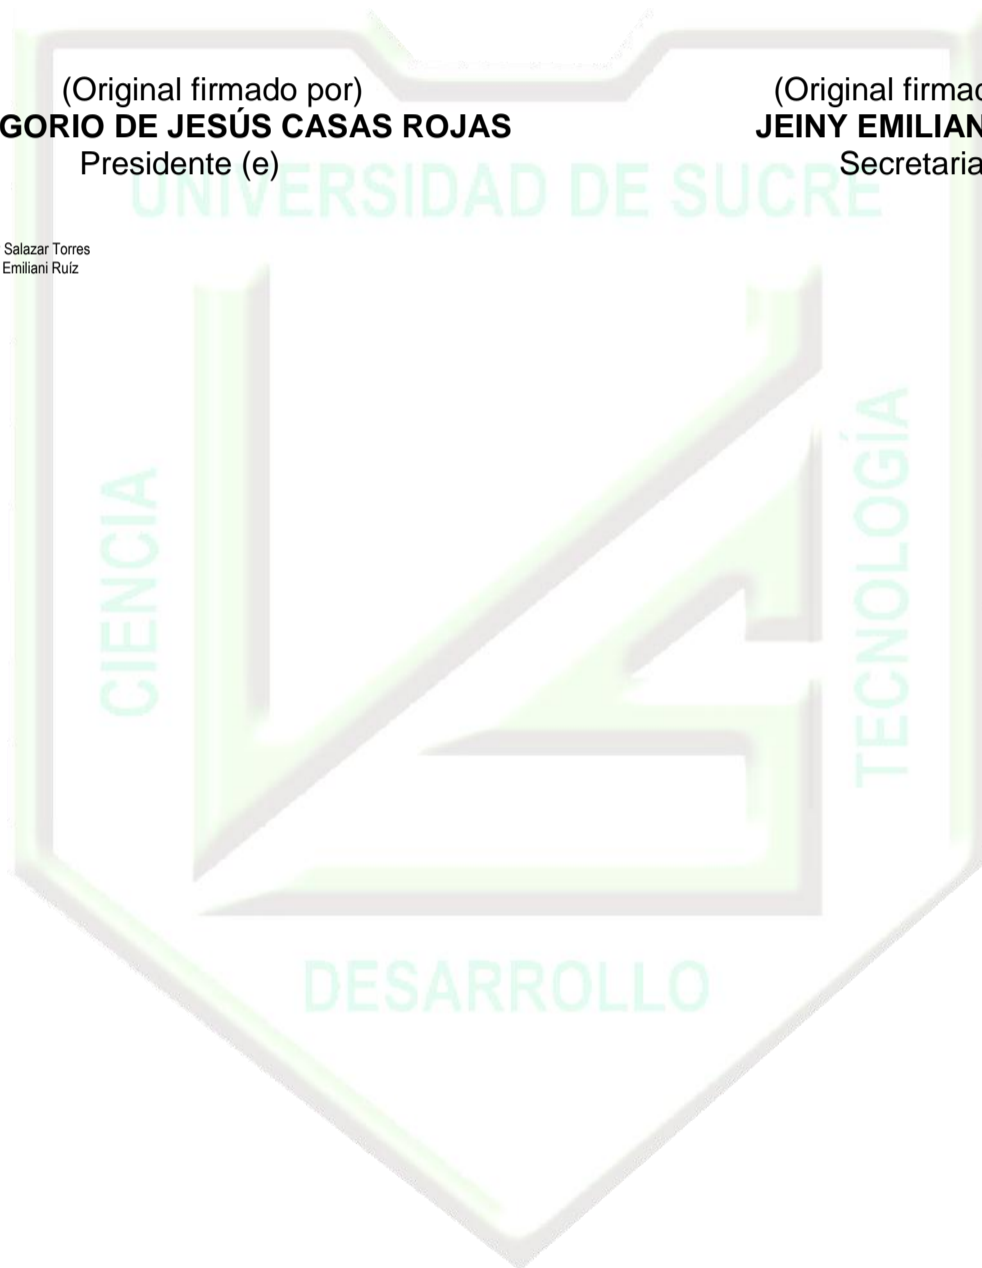 (Original firmado por)
GORIO DE JESÚS CASAS ROJAS
Presidente (e)
(Original firmad
JEINY EMILIAN
Secretaria
UNIVERSIDAD DE SUCRE
Salazar Torres
Emiliani Ruíz
CIENCIA
TECNOLOGÍA
DESARROLLO